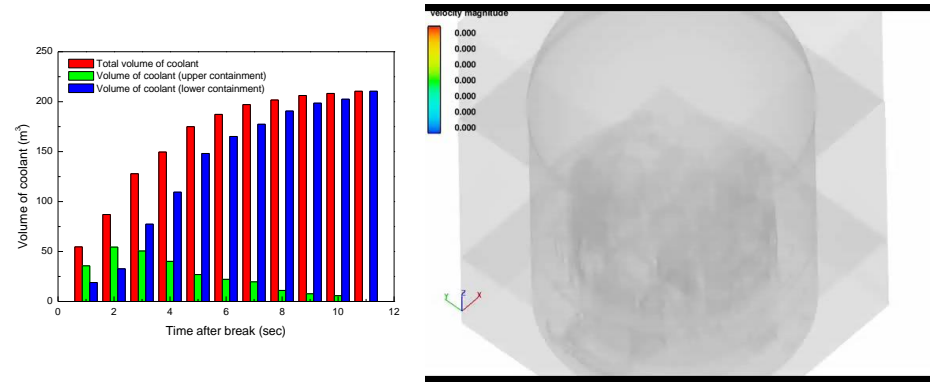 250
200
150
100
50
0
Volume of coolant (m³)
Total volume of coolant
Volume of coolant (upper containment)
Volume of coolant (lower containment)
0 2 4 6 8 10 12
Time after break (sec)
Velocity magnitude
0.000
0.000
0.000
0.000
0.000
0.000
0.000
Y Z X